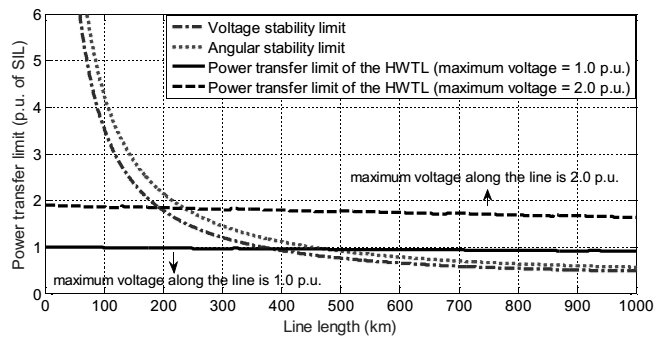 Power transfer limit (p.u. of SIL)
6
5
4
3
2
1
0
Voltage stability limit
Angular stability limit
Power transfer limit of the HWTL (maximum voltage = 1.0 p.u.)
Power transfer limit of the HWTL (maximum voltage = 2.0 p.u.)
maximum voltage along the line is 2.0 p.u.
maximum voltage along the line is 1.0 p.u.
0 100 200 300 400 500 600 700 800 900 1000
Line length (km)